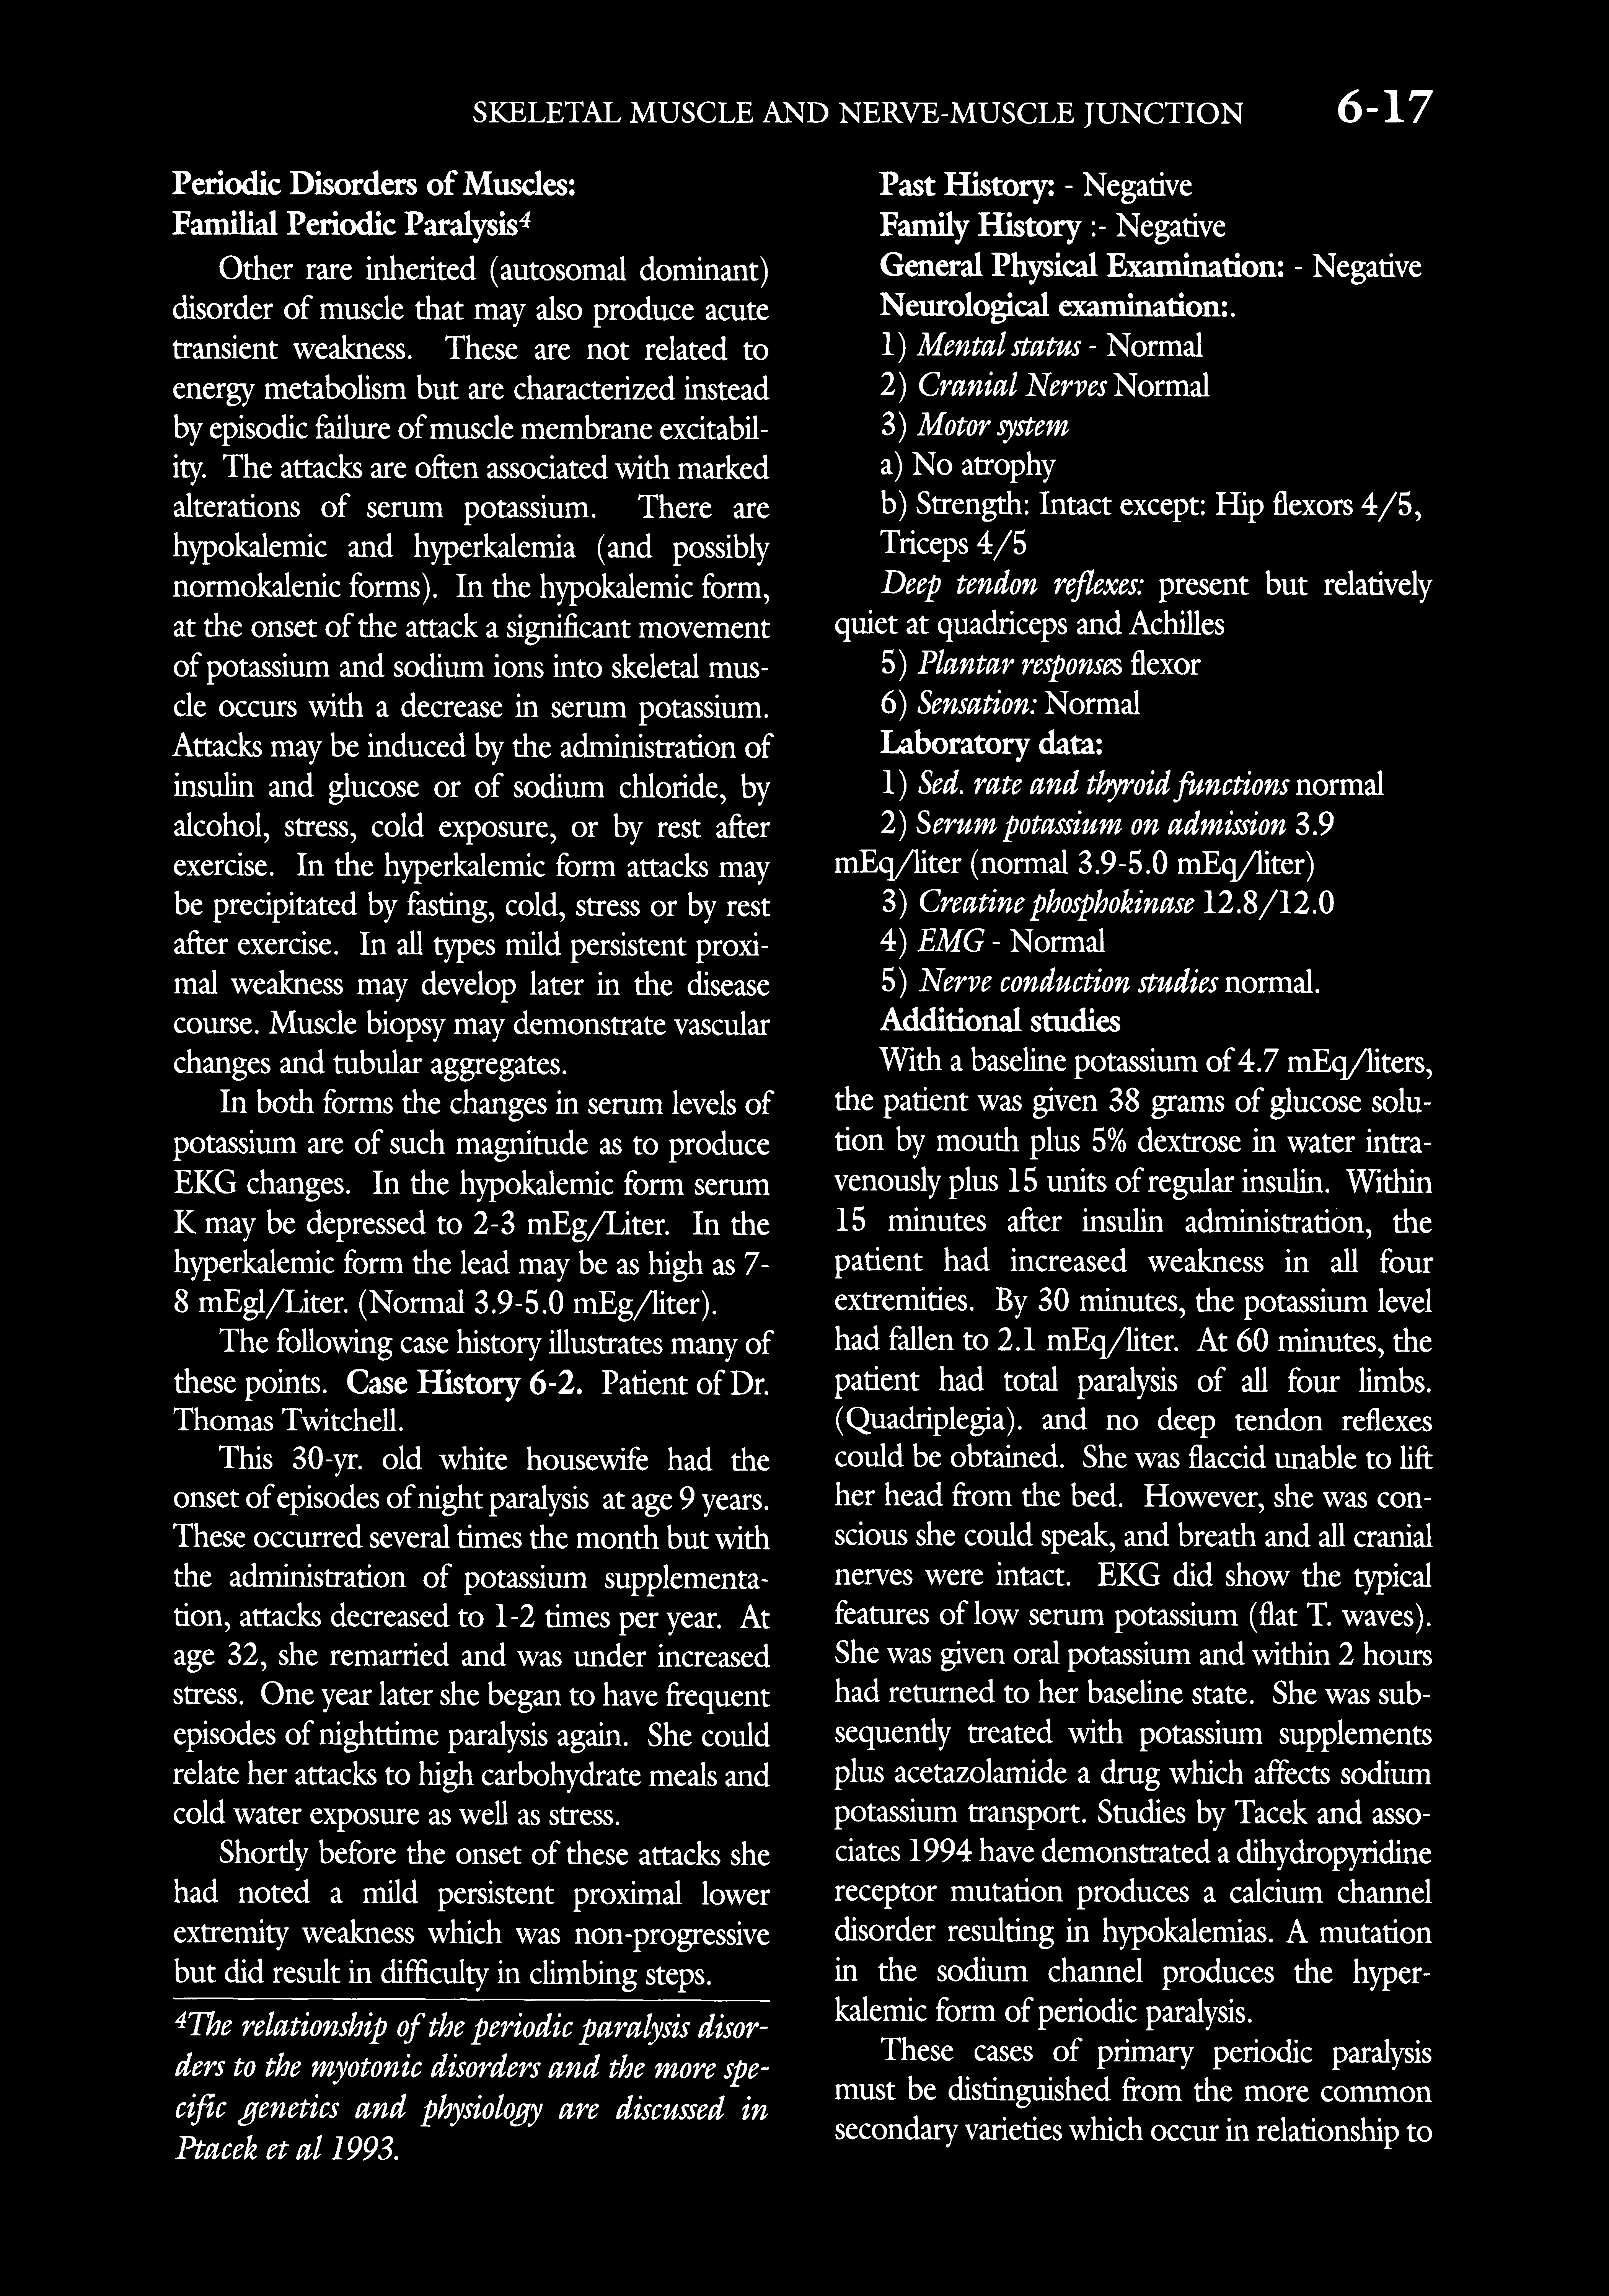 SKELETAL MUSCLE AND NERVE-MUSCLE JUNCTION 6-17
Periodic Disorders of Muscles:
Familial Periodic Paralysis⁴
Other rare inherited (autosomal dominant)
disorder of muscle that may also produce acute
transient weakness. These are not related to
energy metabolism but are characterized instead
by episodic failure of muscle membrane excitabil-
ity. The attacks are often associated with marked
alterations of serum potassium. There are
hypokalemic and hyperkalemia (and possibly
normokalenic forms). In the hypokalemic form,
at the onset of the attack a significant movement
of potassium and sodium ions into skeletal mus-
cle occurs with a decrease in serum potassium.
Attacks may be induced by the administration of
insulin and glucose or of sodium chloride, by
alcohol, stress, cold exposure, or by rest after
exercise. In the hyperkalemic form attacks may
be precipitated by fasting, cold, stress or by rest
after exercise. In all types mild persistent proxi-
mal weakness may develop later in the disease
course. Muscle biopsy may demonstrate vascular
changes and tubular aggregates.
In both forms the changes in serum levels of
potassium are of such magnitude as to produce
EKG changes. In the hypokalemic form serum
K may be depressed to 2-3 mEg/Liter. In the
hyperkalemic form the lead may be as high as 7-
8 mEgl/Liter. (Normal 3.9-5.0 mEg/liter).
The following case history illustrates many of
these points. Case History 6-2. Patient of Dr.
Thomas Twitchell.
This 30-yr. old white housewife had the
onset of episodes of night paralysis at age 9 years.
These occurred several times the month but with
the administration of potassium supplementa-
tion, attacks decreased to 1-2 times per year. At
age 32, she remarried and was under increased
stress. One year later she began to have frequent
episodes of nighttime paralysis again. She could
relate her attacks to high carbohydrate meals and
cold water exposure as well as stress.
Shortly before the onset of these attacks she
had noted a mild persistent proximal lower
extremity weakness which was non-progressive
but did result in difficulty in climbing steps.
⁴The relationship of the periodic paralysis disor-
ders to the myotonic disorders and the more spe-
cific genetics and physiology are discussed in
Ptacek et al 1993.
Past History: - Negative
Family History :- Negative
General Physical Examination: - Negative
Neurological examination:.
1) Mental status - Normal
2) Cranial Nerves Normal
3) Motor system
a) No atrophy
b) Strength: Intact except: Hip flexors 4/5,
Triceps 4/5
Deep tendon reflexes: present but relatively
quiet at quadriceps and Achilles
5) Plantar responses flexor
6) Sensation: Normal
Laboratory data:
1) Sed. rate and thyroid functions normal
2) Serum potassium on admission 3.9
mEq/liter (normal 3.9-5.0 mEq/liter)
3) Creatine phosphokinase 12.8/12.0
4) EMG - Normal
5) Nerve conduction studies normal.
Additional studies
With a baseline potassium of 4.7 mEq/liters,
the patient was given 38 grams of glucose solu-
tion by mouth plus 5% dextrose in water intra-
venously plus 15 units of regular insulin. Within
15 minutes after insulin administration, the
patient had increased weakness in all four
extremities. By 30 minutes, the potassium level
had fallen to 2.1 mEq/liter. At 60 minutes, the
patient had total paralysis of all four limbs.
(Quadriplegia). and no deep tendon reflexes
could be obtained. She was flaccid unable to lift
her head from the bed. However, she was con-
scious she could speak, and breath and all cranial
nerves were intact. EKG did show the typical
features of low serum potassium (flat T. waves).
She was given oral potassium and within 2 hours
had returned to her baseline state. She was sub-
sequently treated with potassium supplements
plus acetazolamide a drug which affects sodium
potassium transport. Studies by Tacek and asso-
ciates 1994 have demonstrated a dihydropyridine
receptor mutation produces a calcium channel
disorder resulting in hypokalemias. A mutation
in the sodium channel produces the hyper-
kalemic form of periodic paralysis.
These cases of primary periodic paralysis
must be distinguished from the more common
secondary varieties which occur in relationship to